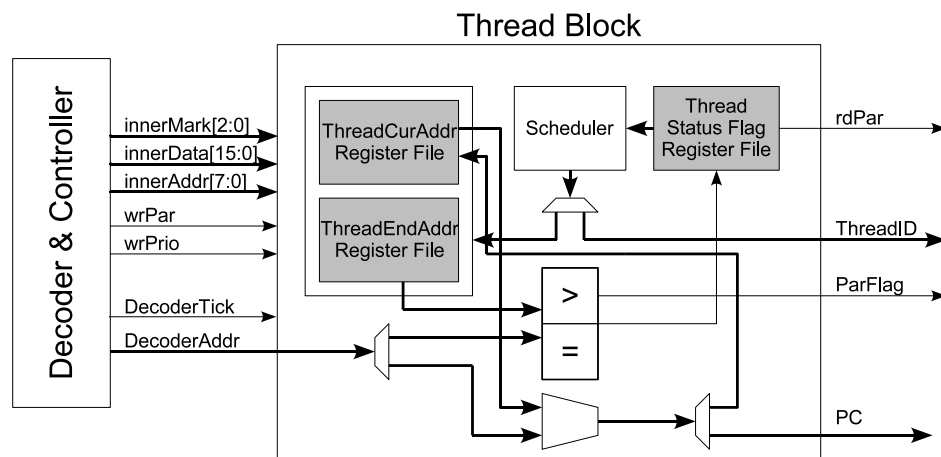 Thread Block
Decoder & Controller
innerMark[2:0]
innerData[15:0]
innerAddr[7:0]
wrPar
wrPrio
DecoderTick
DecoderAddr
ThreadCurAddr
Register File
ThreadEndAddr
Register File
Scheduler
Thread
Status Flag
Register File
>
=
rdPar
ThreadID
ParFlag
PC